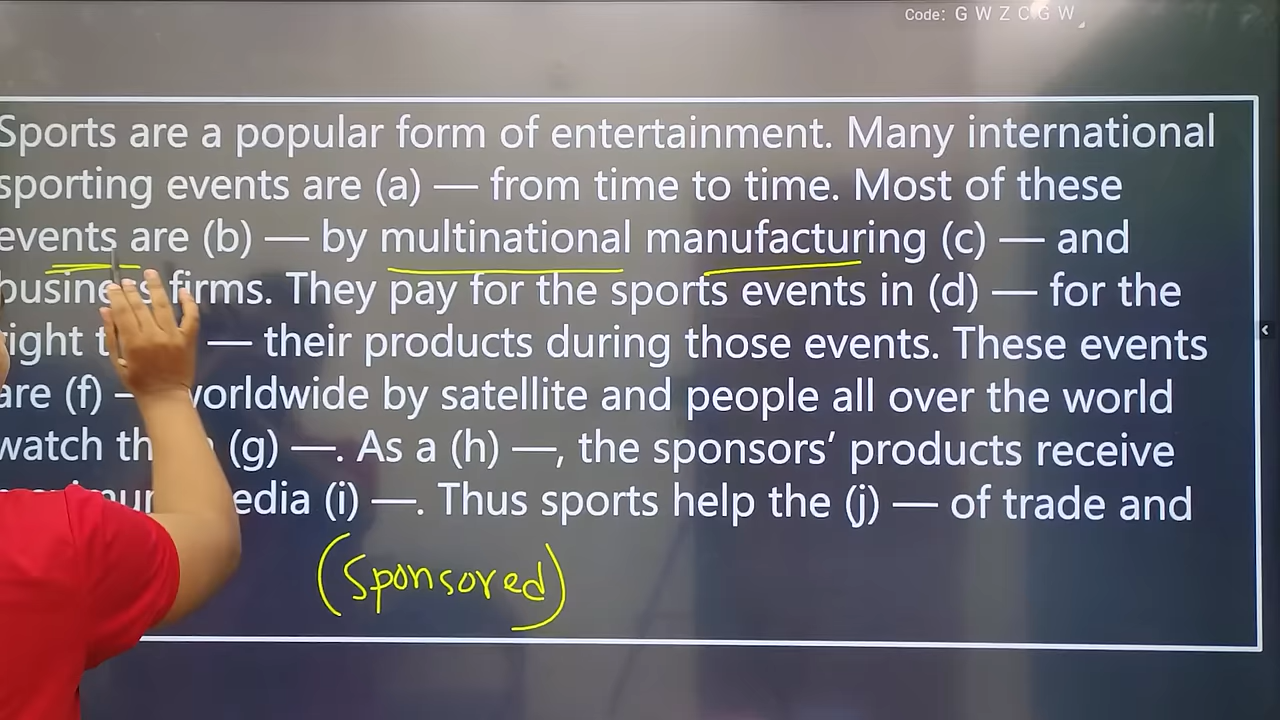 Code: G W Z C G W
Sports are a popular form of entertainment. Many international
sporting events are (a) — from time to time. Most of these
events are (b) — by multinational manufacturing (c) — and
business firms. They pay for the sports events in (d) — for the
right — their products during those events. These events
are (f) — worldwide by satellite and people all over the world
watch (g) —. As a (h) —, the sponsors’ products receive
(i) —. Thus sports help the (j) — of trade and
(Sponsored)